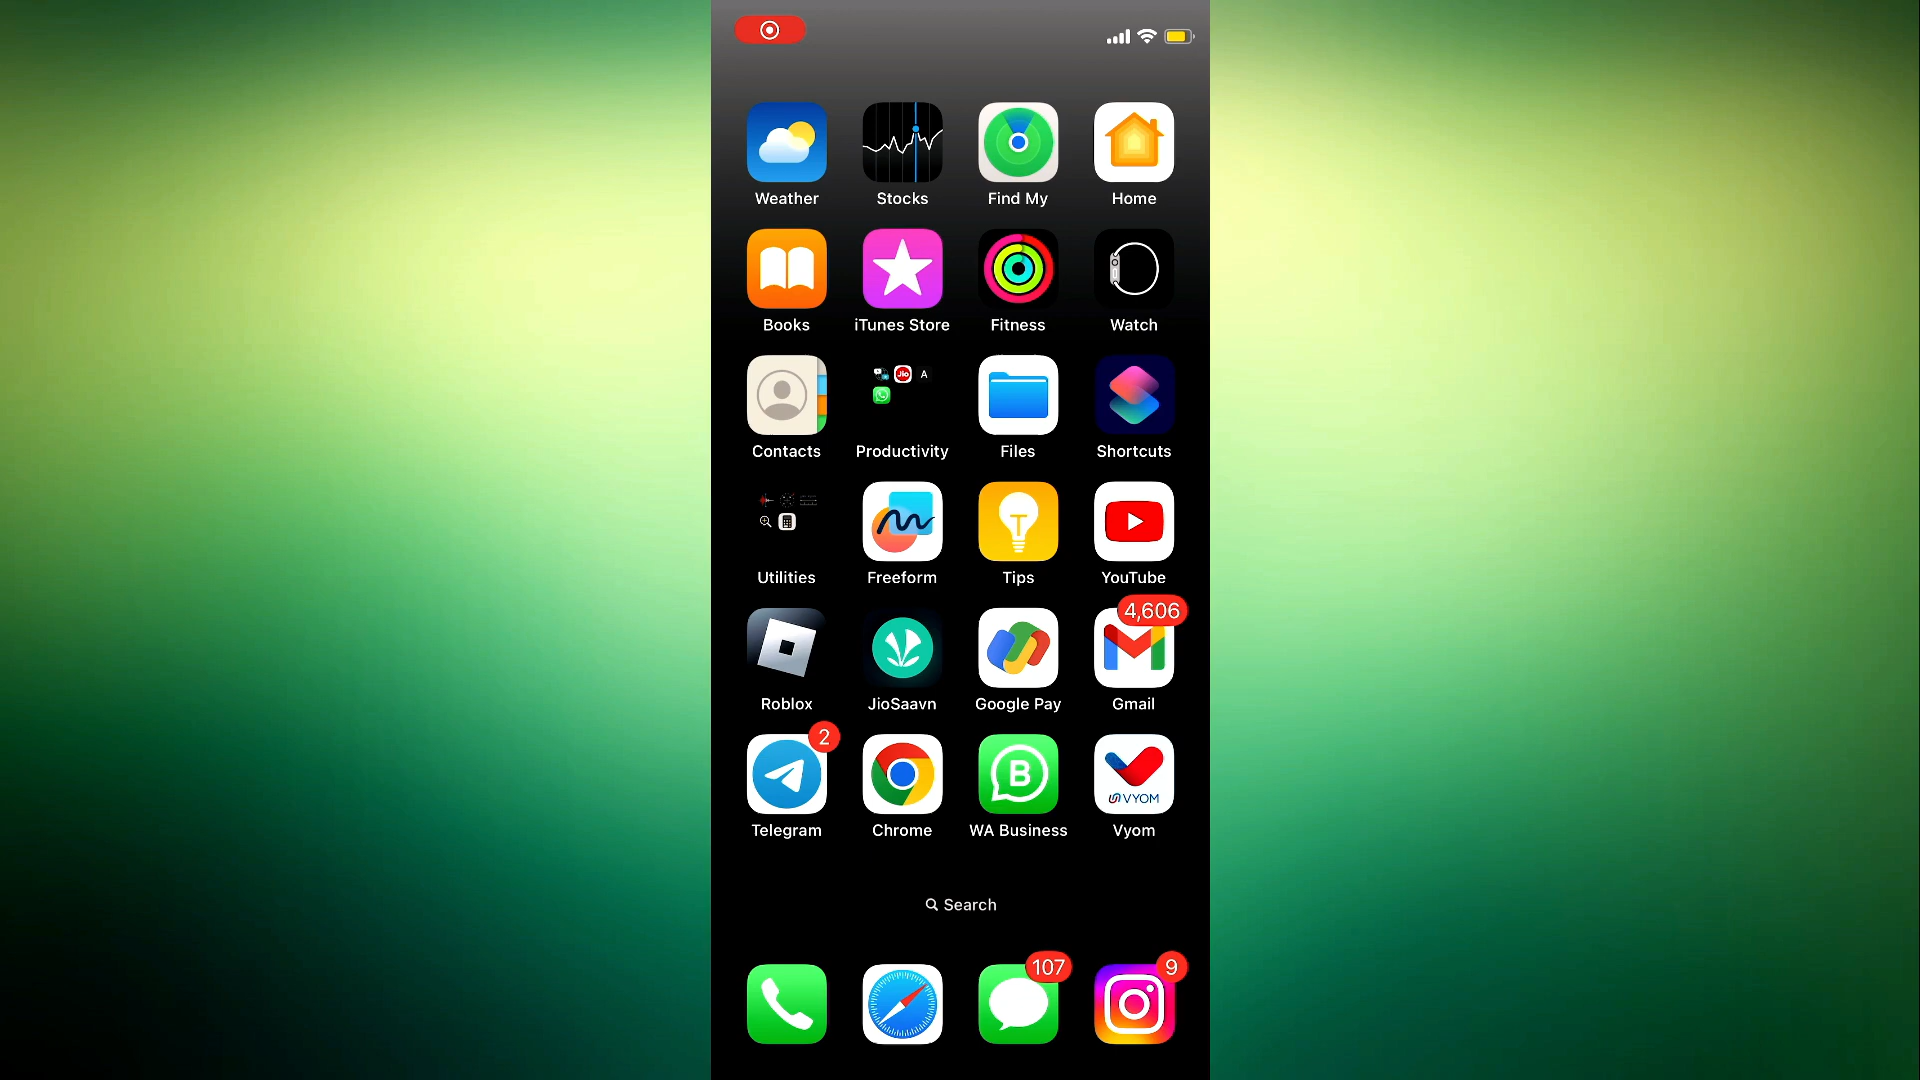 Weather Stocks Find My Home
Books iTunes Store Fitness Watch
Jio A
Contacts Productivity Files Shortcuts
T
Utilities Freeform Tips YouTube
4,606
Roblox JioSaavn Google Pay Gmail
2
B
VYOM
Telegram Chrome WA Business Vyom
Search
107 9